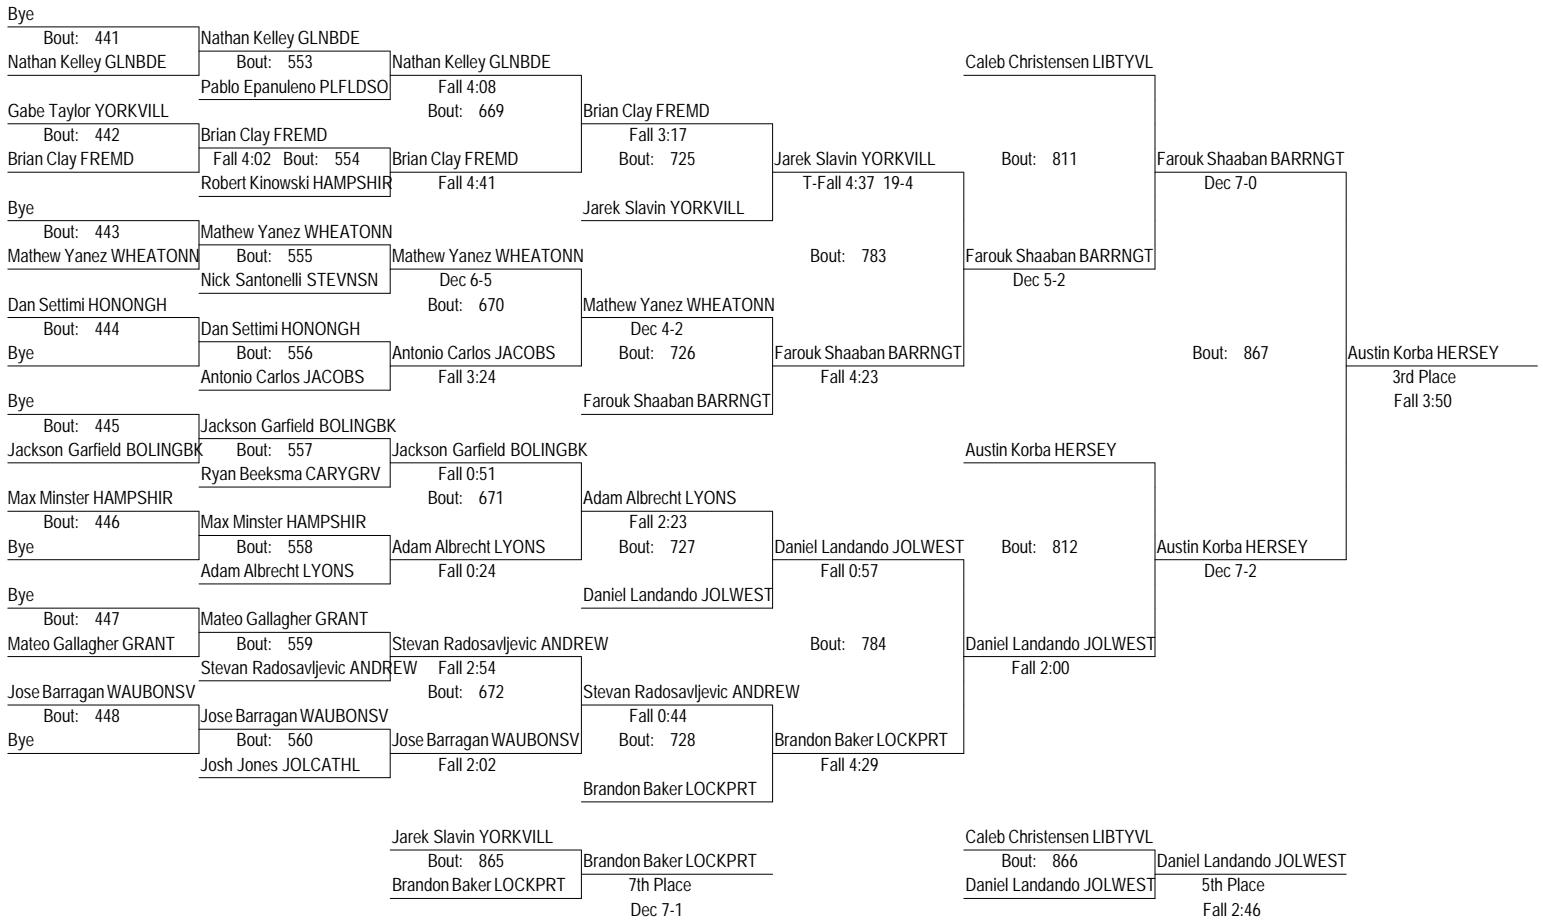 Bye
Bout: 441 Nathan Kelley GLNBDE
Nathan Kelley GLNBDE Bout: 553 Nathan Kelley GLNBDE Caleb Christensen LIBTYVL
Pablo Epanuleno PLFLDSO Fall 4:08
Gabe Taylor YORKVILL Bout: 669 Brian Clay FREMD
Bout: 442 Brian Clay FREMD Fall 3:17
Brian Clay FREMD Fall 4:02 Bout: 554 Brian Clay FREMD Bout: 725 Jarek Slavin YORKVILL Bout: 811 Farouk Shaaban BARRNGT
Robert Kinowski HAMPSHIR Fall 4:41 T-Fall 4:37 19-4 Dec 7-0
Bye Jarek Slavin YORKVILL
Bout: 443 Mathew Yanez WHEATONN
Mathew Yanez WHEATONN Bout: 555 Mathew Yanez WHEATONN Bout: 783 Farouk Shaaban BARRNGT
Nick Santonelli STEVNSN Dec 6-5 Dec 5-2
Dan Settimi HONONGH Bout: 670 Mathew Yanez WHEATONN
Bout: 444 Dan Settimi HONONGH Dec 4-2
Bye Bout: 556 Antonio Carlos JACOBS Bout: 726 Farouk Shaaban BARRNGT Bout: 867 Austin Korba HERSEY
Antonio Carlos JACOBS Fall 3:24 Fall 4:23 3rd Place
Bye Farouk Shaaban BARRNGT Fall 3:50
Bout: 445 Jackson Garfield BOLINGBK
Jackson Garfield BOLINGBK Bout: 557 Jackson Garfield BOLINGBK Austin Korba HERSEY
Ryan Beeksma CARYGRV Fall 0:51
Max Minster HAMPSHIR Bout: 671 Adam Albrecht LYONS
Bout: 446 Max Minster HAMPSHIR Fall 2:23
Bye Bout: 558 Adam Albrecht LYONS Bout: 727 Daniel Landando JOLWEST Bout: 812 Austin Korba HERSEY
Adam Albrecht LYONS Fall 0:24 Fall 0:57 Dec 7-2
Bye Daniel Landando JOLWEST
Bout: 447 Mateo Gallagher GRANT
Mateo Gallagher GRANT Bout: 559 Stevan Radosavljevic ANDREW Bout: 784 Daniel Landando JOLWEST
Stevan Radosavljevic ANDREW Fall 2:54 Fall 2:00
Jose Barragan WAUBONSV Bout: 672 Stevan Radosavljevic ANDREW
Bout: 448 Jose Barragan WAUBONSV Fall 0:44
Bye Bout: 560 Jose Barragan WAUBONSV Bout: 728 Brandon Baker LOCKPRT
Josh Jones JOLCATHL Fall 2:02 Fall 4:29
Brandon Baker LOCKPRT
Jarek Slavin YORKVILL Caleb Christensen LIBTYVL
Bout: 865 Brandon Baker LOCKPRT Bout: 866 Daniel Landando JOLWEST
Brandon Baker LOCKPRT 7th Place Daniel Landando JOLWEST 5th Place
Dec 7-1 Fall 2:46